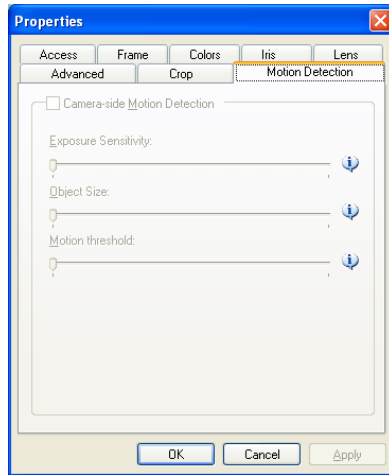 Properties
Access Frame Colors Iris Lens
Advanced Crop Motion Detection
Camera-side Motion Detection
Exposure Sensitivity:
Object Size:
Motion threshold:
OK Cancel Apply